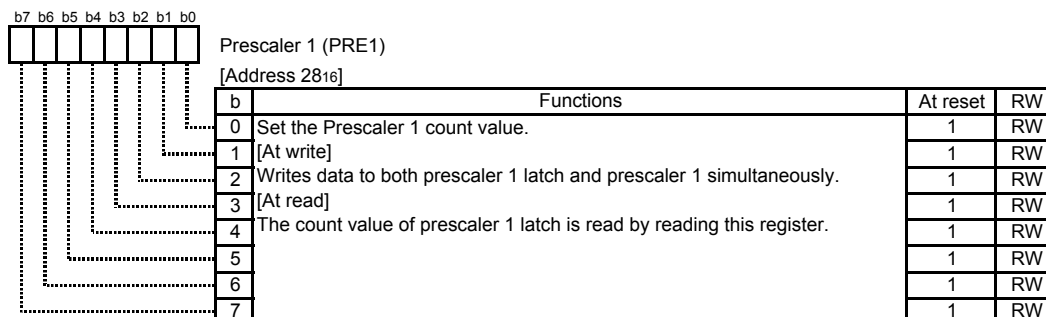 b7 b6 b5 b4 b3 b2 b1 b0
Prescaler 1 (PRE1)
[Address 2816]
b Functions At reset RW
0 Set the Prescaler 1 count value. 1 RW
1 [At write] 1 RW
2 Writes data to both prescaler 1 latch and prescaler 1 simultaneously. 1 RW
3 [At read] 1 RW
4 The count value of prescaler 1 latch is read by reading this register. 1 RW
5 1 RW
6 1 RW
7 1 RW